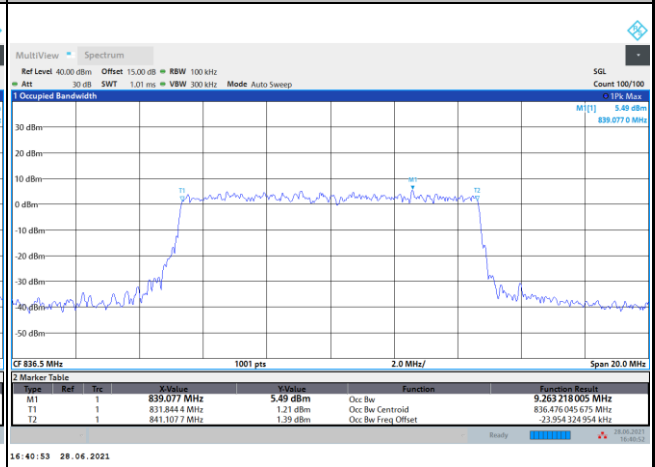 MultiView Spectrum
Ref Level 40.00 dBm Offset 15.00 dB RBW 100 kHz SGL
Att 30 dB SWT 1.01 ms VBW 300 kHz Mode Auto Sweep Count 100/100
1 Occupied Bandwidth 1Pk Max
M1[1] 5.49 dBm
839.077 0 MHz
30 dBm
20 dBm
10 dBm
T1 M1 T2
0 dBm
-10 dBm
-20 dBm
-30 dBm
-40 dBm
-50 dBm
CF 836.5 MHz 1001 pts 2.0 MHz/ Span 20.0 MHz
2 Marker Table
Type Ref Trc X-Value Y-Value Function Function Result
M1 1 839.077 MHz 5.49 dBm Occ Bw 9.263 218 005 MHz
T1 1 831.844 4 MHz 1.21 dBm Occ Bw Centroid 836.476 045 675 MHz
T2 1 841.107 7 MHz 1.39 dBm Occ Bw Freq Offset -23.954 324 954 kHz
Ready 28.06.2021
16:40:52
16:40:53 28.06.2021